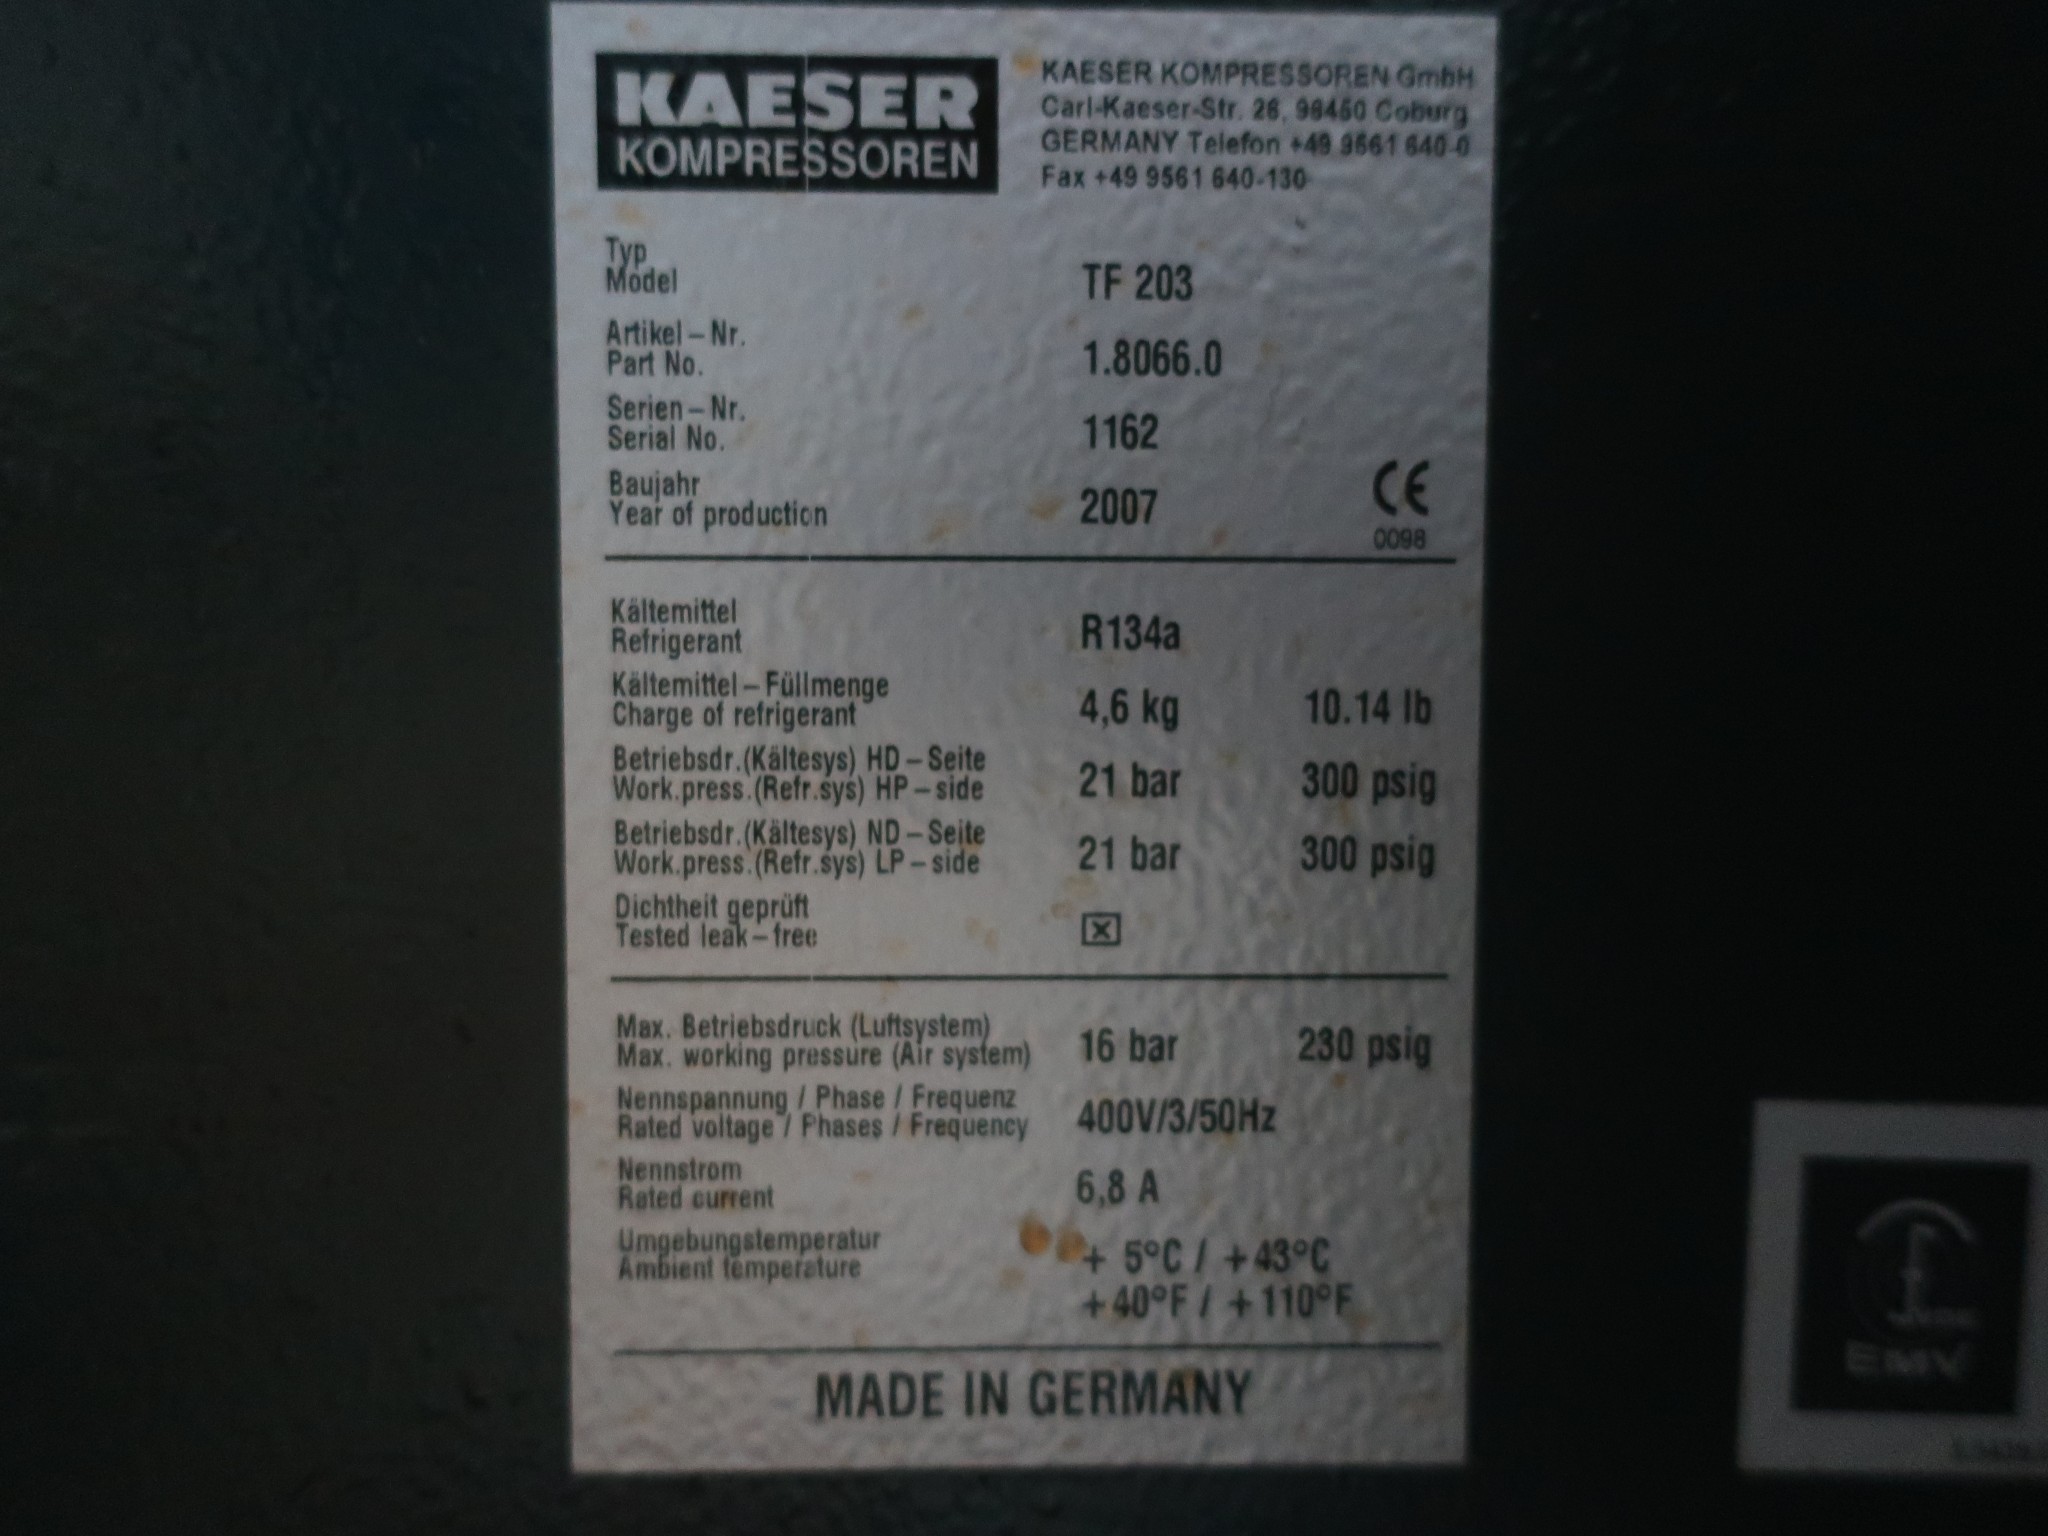 KAESER
KOMPRESSOREN
KAESER KOMPRESSOREN GmbH
Carl-Kaeser-Str. 26, 96450 Coburg
GERMANY Telefon +49 9561 640-0
Fax +49 9561 640-130
Typ
Model
TF 203
Artikel – Nr.
Part No.
1.8066.0
Serien – Nr.
Serial No.
1162
Baujahr
Year of production
2007
CE
0098
Kältemittel
Refrigerant
R134a
Kältemittel – Füllmenge
Charge of refrigerant
4,6 kg 10.14 lb
Betriebsdr.(Kältesys) HD – Seite
Work.press.(Refr.sys) HP – side
21 bar 300 psig
Betriebsdr.(Kältesys) ND – Seite
Work.press.(Refr.sys) LP – side
21 bar 300 psig
Dichtheit geprüft
Tested leak – free
☒
Max. Betriebsdruck (Luftsystem)
Max. working pressure (Air system)
16 bar 230 psig
Nennspannung / Phase / Frequenz
Rated voltage / Phases / Frequency
400V/3/50Hz
Nennstrom
Rated current
6,8 A
Umgebungstemperatur
Ambient temperature
+ 5°C / +43°C
+40°F / +110°F
MADE IN GERMANY
EMV